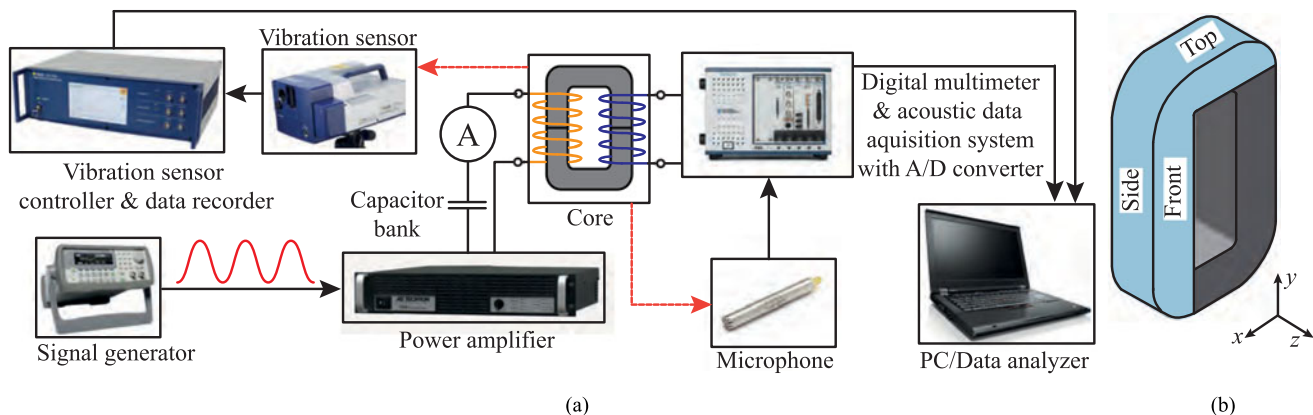 Vibration sensor
Vibration sensor
controller & data recorder
A
Capacitor
bank
Core
Digital multimeter
& acoustic data
aquisition system
with A/D converter
Signal generator
Power amplifier
Microphone
PC/Data analyzer
(a)
Top
Side
Front
y
x
z
(b)